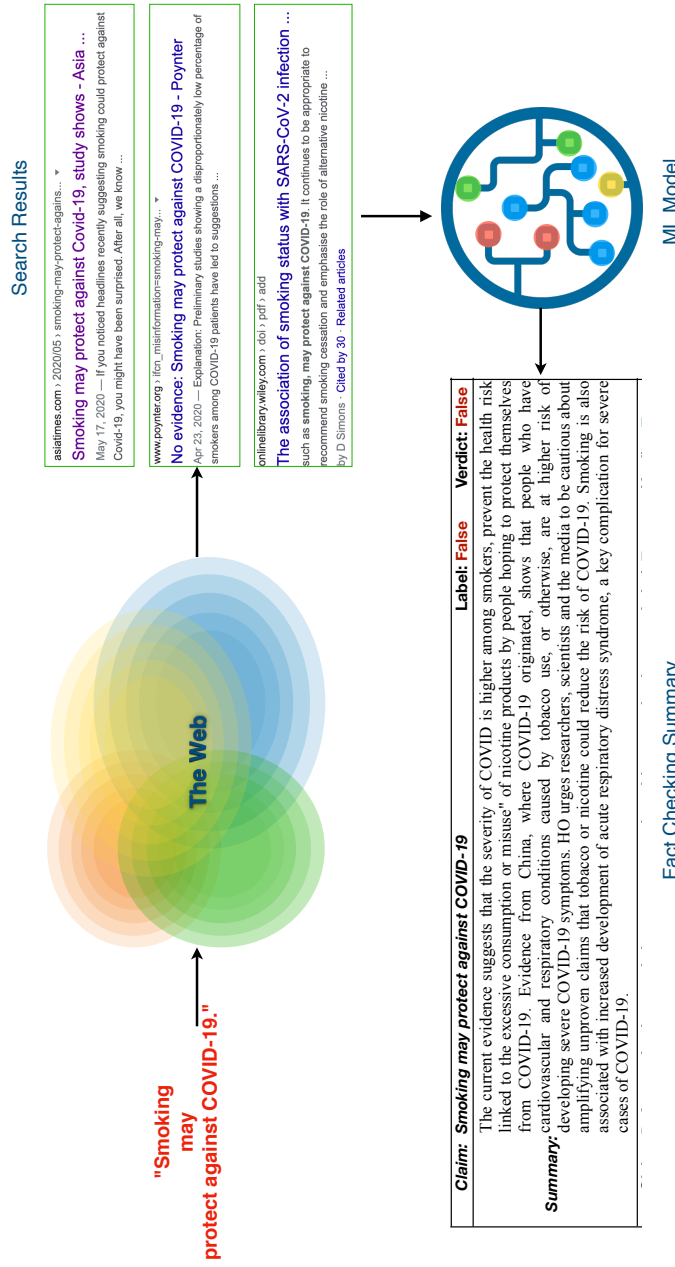 "Smoking
may
protect against COVID-19."
The Web
Search Results
asiatimes.com › 2020/05 › smoking-may-protect-agains...
Smoking may protect against Covid-19, study shows - Asia ...
May 17, 2020 — If you noticed headlines recently suggesting smoking could protect against
Covid-19, you might have been surprised. After all, we know ...
www.poynter.org › ifcn_misinformation=smoking-may...
No evidence: Smoking may protect against COVID-19 - Poynter
Apr 23, 2020 — Explanation: Preliminary studies showing a disproportionately low percentage of
smokers among COVID-19 patients have led to suggestions ...
onlinelibrary.wiley.com › doi › pdf › add
The association of smoking status with SARS-CoV-2 infection ...
such as smoking, may protect against COVID-19. It continues to be appropriate to
recommend smoking cessation and emphasise the role of alternative nicotine ...
by D Simons · Cited by 30 · Related articles
ML Model
Claim: Smoking may protect against COVID-19 Label: False Verdict: False
Summary:
The current evidence suggests that the severity of COVID is higher among smokers, prevent the health risk
linked to the excessive consumption or misuse" of nicotine products by people hoping to protect themselves
from COVID-19. Evidence from China, where COVID-19 originated, shows that people who have
cardiovascular and respiratory conditions caused by tobacco use, or otherwise, are at higher risk of
developing severe COVID-19 symptoms. HO urges researchers, scientists and the media to be cautious about
amplifying unproven claims that tobacco or nicotine could reduce the risk of COVID-19. Smoking is also
associated with increased development of acute respiratory distress syndrome, a key complication for severe
cases of COVID-19.
Fact Checking Summary